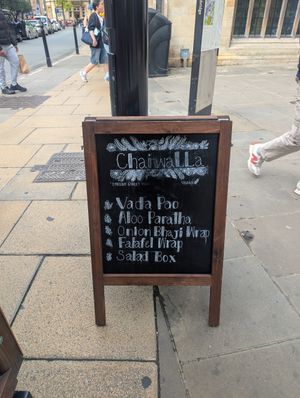 Chaiwalla
Vada Pao
Aloo Paratha
Onion Bhaji Wrap
Falafel Wrap
Salad Box